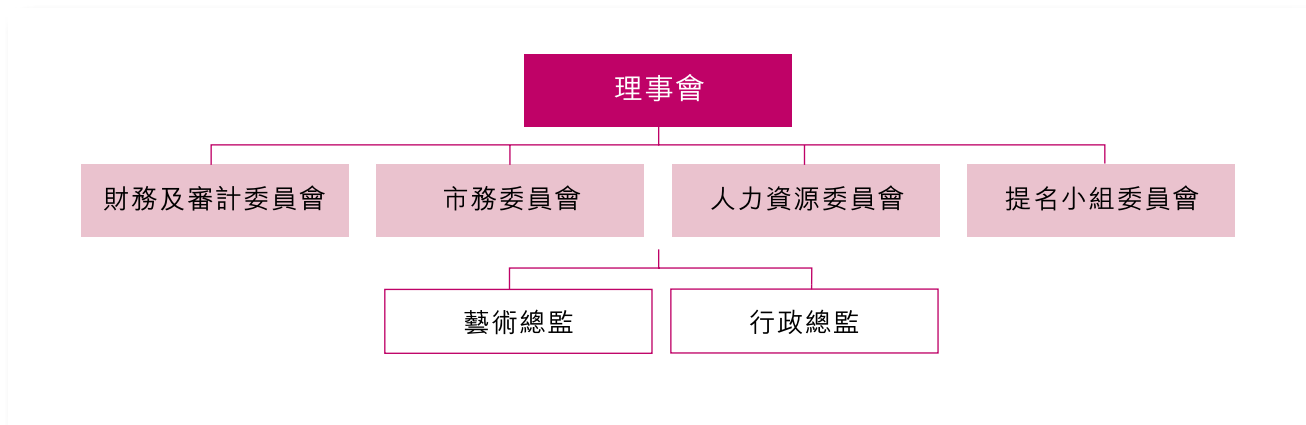 理事會
財務及審計委員會
市務委員會
人力資源委員會
提名小組委員會
藝術總監
行政總監